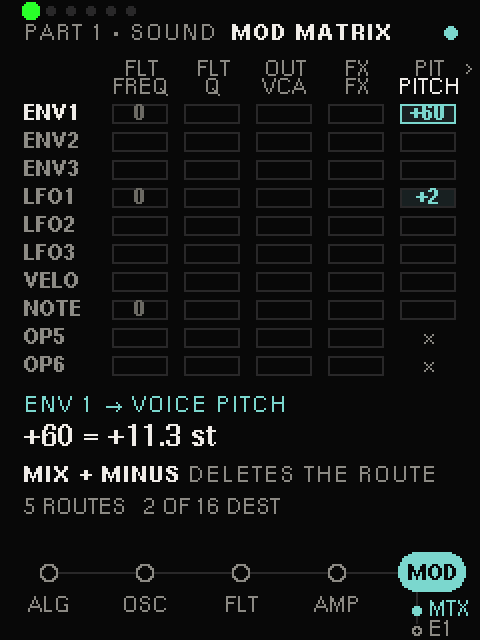 PART 1 · SOUND MOD MATRIX
FLT FLT OUT FX PIT >
FREQ Q VCA FX PITCH
ENV1 0 +60
ENV2
ENV3
LFO1 0 +2
LFO2
LFO3
VELO
NOTE 0
OP5 ×
OP6 ×
ENV 1 → VOICE PITCH
+60 = +11.3 st
MIX + MINUS DELETES THE ROUTE
5 ROUTES 2 OF 16 DEST
MOD
ALG OSC FLT AMP MTX
E1